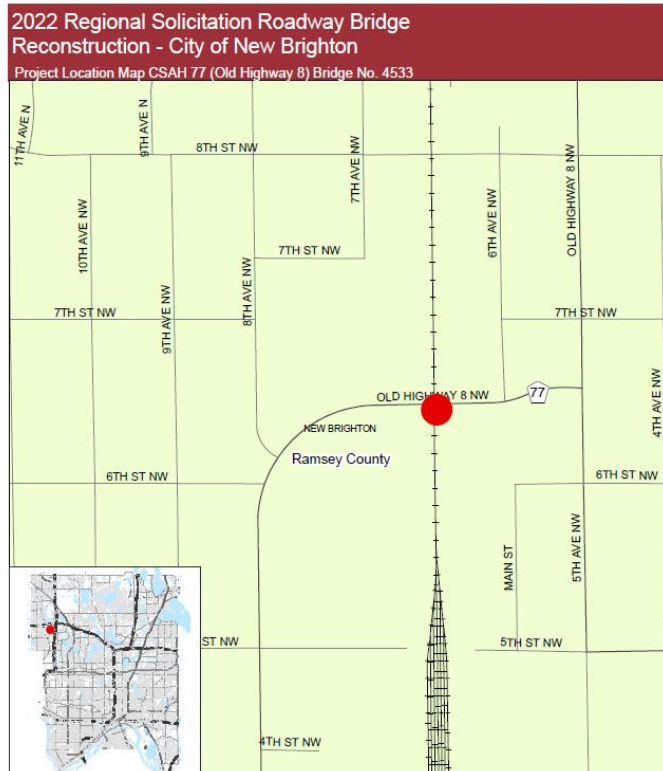 2022 Regional Solicitation Roadway Bridge
Reconstruction - City of New Brighton
Project Location Map CSAH 77 (Old Highway 8) Bridge No. 4533
11TH AVE N
9TH AVE N
8TH ST NW
7TH AVE NW
6TH AVE NW
OLD HIGHWAY 8 NW
10TH AVE NW
7TH ST NW
8TH AVE NW
9TH AVE NW
7TH ST NW
7TH ST NW
OLD HIGHWAY 8 NW
77
4TH AVE NW
NEW BRIGHTON
Ramsey County
6TH ST NW
6TH ST NW
MAIN ST
5TH AVE NW
ST NW
5TH ST NW
4TH ST NW